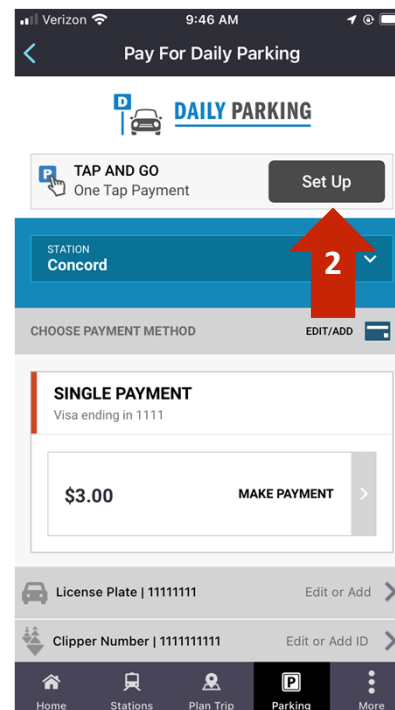 Verizon 9:46 AM
Pay For Daily Parking
D
DAILY PARKING
P
TAP AND GO
One Tap Payment
Set Up
STATION
Concord
2
CHOOSE PAYMENT METHOD EDIT/ADD
SINGLE PAYMENT
Visa ending in 1111
$3.00 MAKE PAYMENT
License Plate | 11111111 Edit or Add
Clipper Number | 1111111111 Edit or Add ID
P
Home Stations Plan Trip Parking More